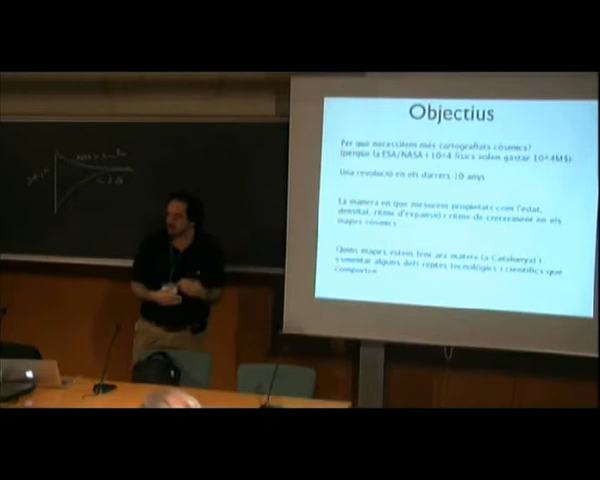 Objectius
Per què necessitem més cartografiats còsmics?
(perque la ESA/NASA i 10^4 físics volen gastar 10^4M$)
Una revolució en els darrers 10 anys
La manera en que mesurem propietats com l'edat,
densitat, ritme d'expansió i ritme de creixement en els
mapes còsmics
Quins mapes estem fent ara mateix (a Catalunya) i
comentar alguns dels reptes tecnològics i científics que
comporten